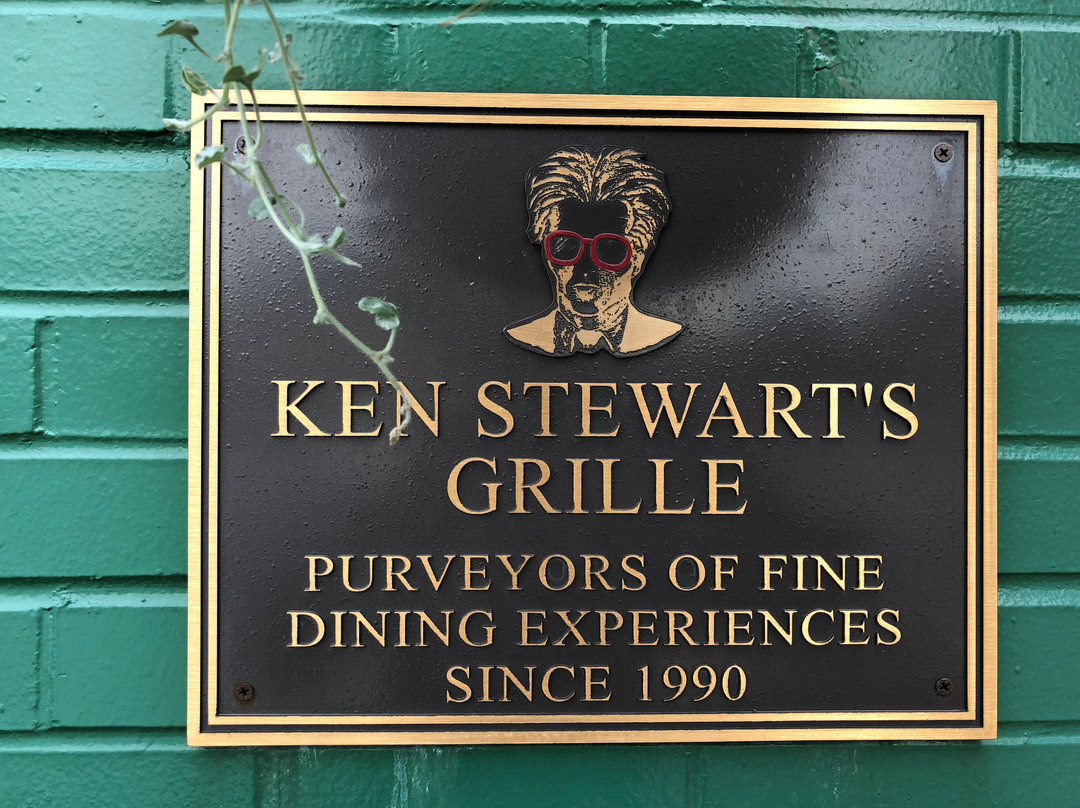 KEN STEWART'S
GRILLE
PURVEYORS OF FINE
DINING EXPERIENCES
SINCE 1990